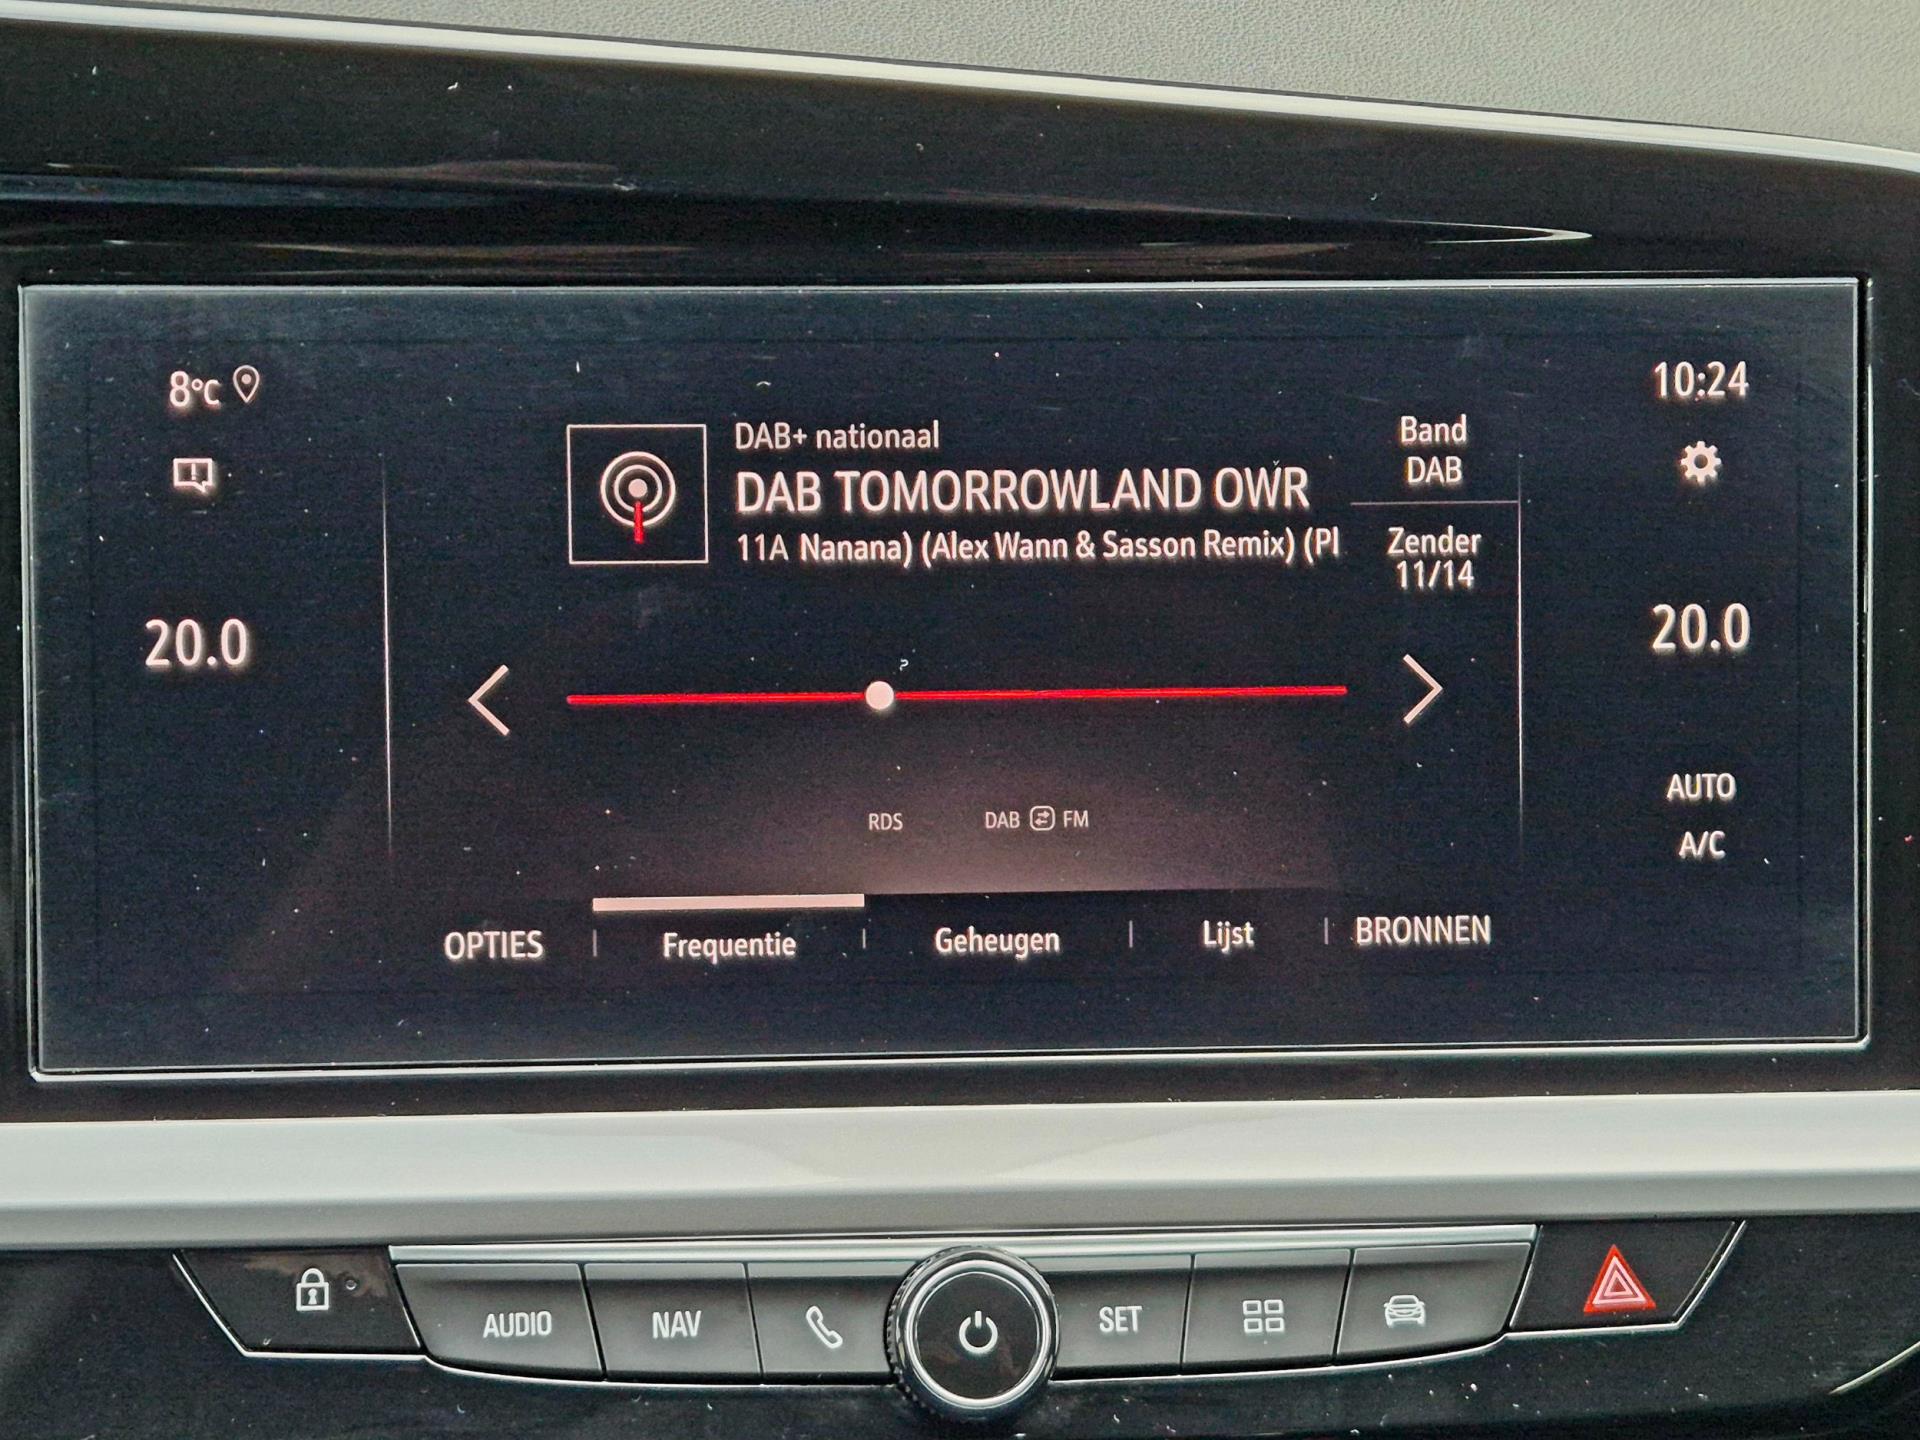 8°C
10:24
DAB+ nationaal
DAB TOMORROWLAND OWR
11A Nanana) (Alex Wann & Sasson Remix) (Pl
Band
DAB
Zender
11/14
20.0
20.0
RDS
DAB FM
AUTO
A/C
OPTIES
Frequentie
Geheugen
Lijst
BRONNEN
AUDIO
NAV
SET